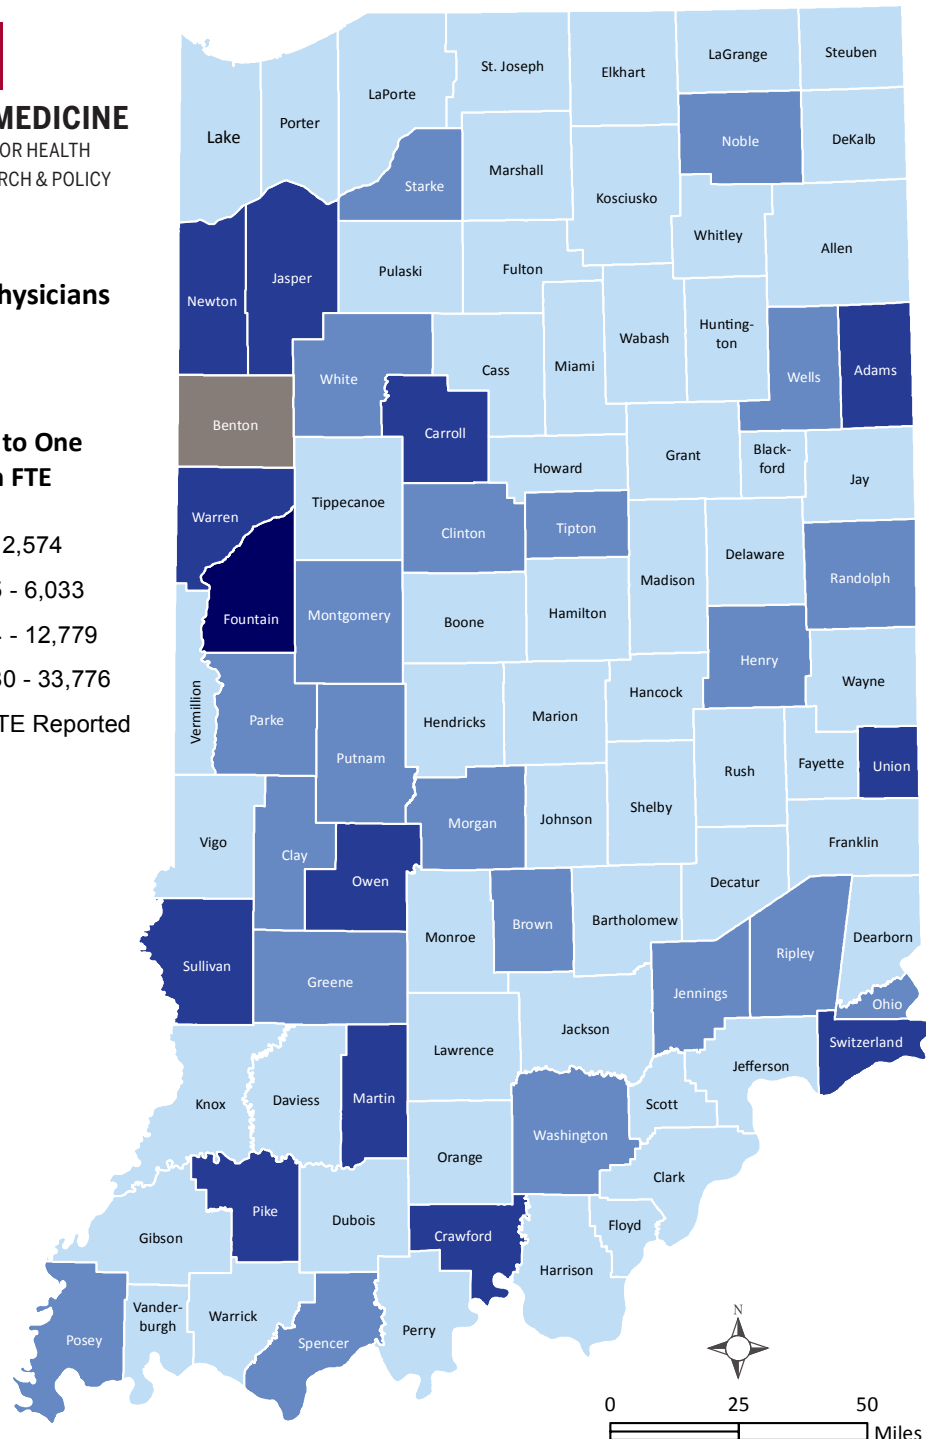 MEDICINE
OR HEALTH
RCH & POLICY
hysicians
to One
FTE
2,574
- 6,033
- 12,779
0 - 33,776
TE Reported
Lake
Porter
LaPorte
St. Joseph
Elkhart
LaGrange
Steuben
Noble
DeKalb
Starke
Marshall
Kosciusko
Whitley
Allen
Newton
Jasper
Pulaski
Fulton
White
Cass
Miami
Wabash
Hunting-
ton
Wells
Adams
Benton
Carroll
Howard
Grant
Black-
ford
Jay
Warren
Tippecanoe
Clinton
Tipton
Madison
Delaware
Randolph
Fountain
Montgomery
Boone
Hamilton
Henry
Wayne
Vermillion
Parke
Putnam
Hendricks
Marion
Hancock
Rush
Fayette
Union
Vigo
Clay
Owen
Morgan
Johnson
Shelby
Decatur
Franklin
Sullivan
Greene
Monroe
Brown
Bartholomew
Jennings
Ripley
Dearborn
Ohio
Switzerland
Knox
Daviess
Martin
Lawrence
Jackson
Jefferson
Scott
Orange
Washington
Clark
Gibson
Pike
Dubois
Crawford
Floyd
Harrison
Posey
Vander-
burgh
Warrick
Spencer
Perry
N
0 25 50
Miles